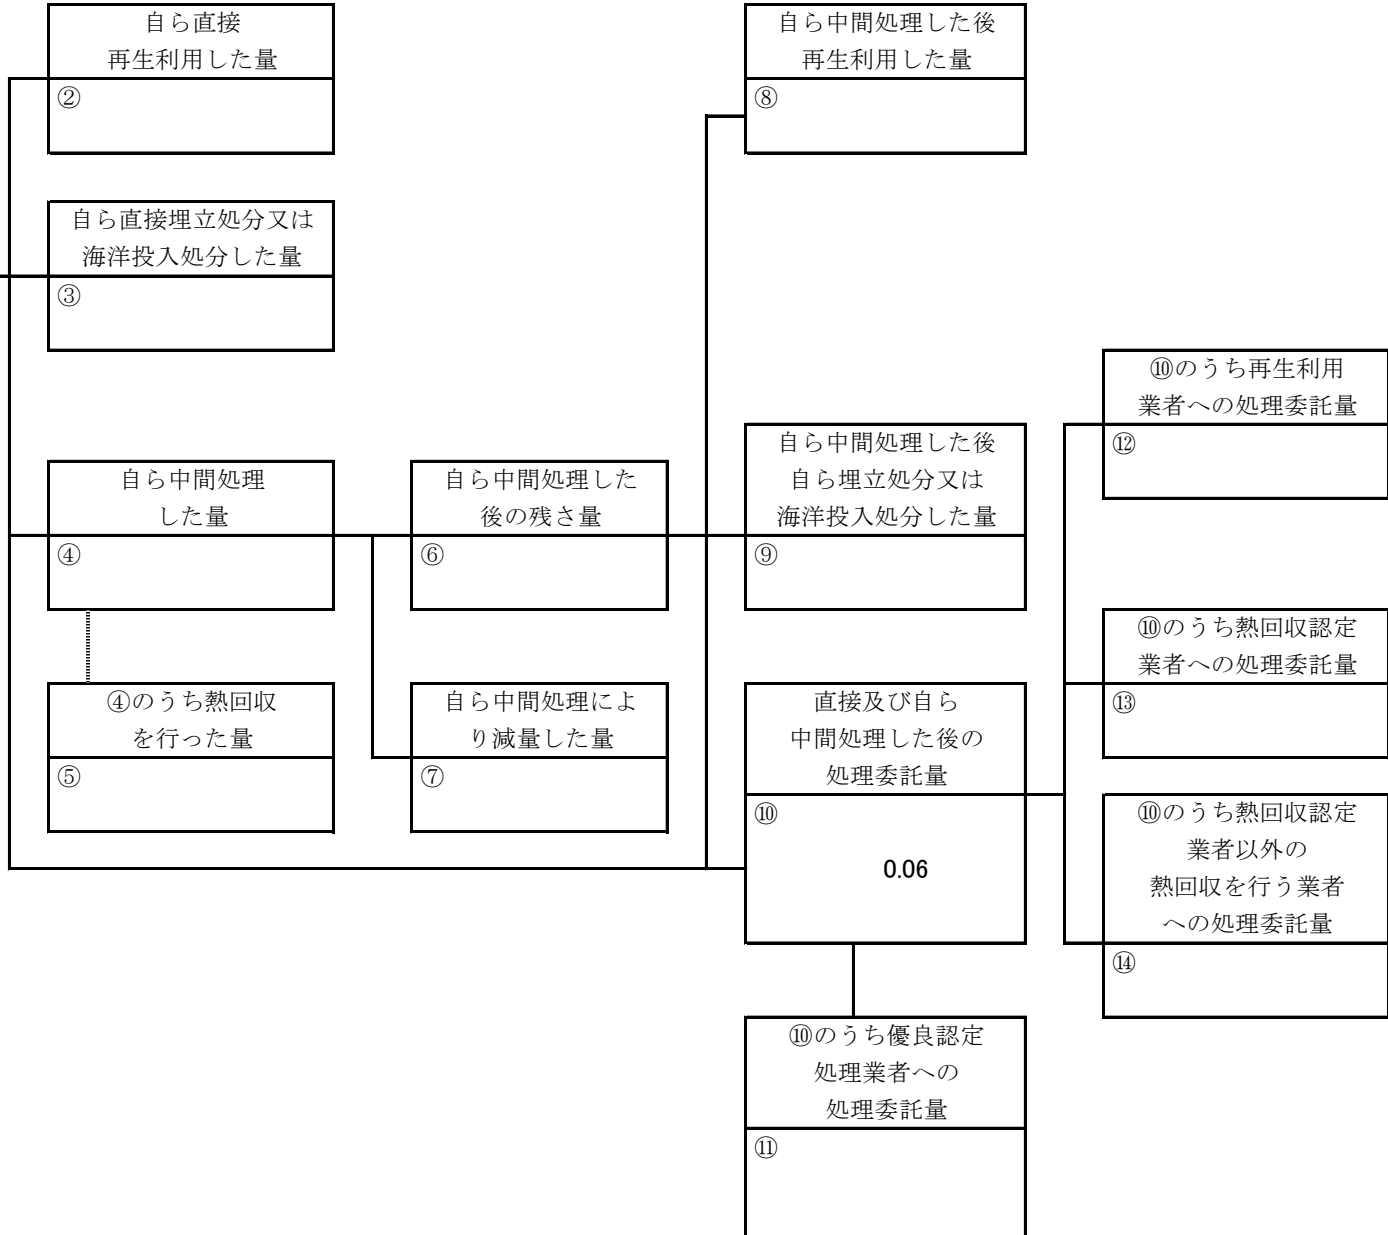 自ら直接
再生利用した量
②
自ら直接埋立処分又は
海洋投入処分した量
③
自ら中間処理
した量
④
④のうち熱回収
を行った量
⑤
自ら中間処理した
後の残さ量
⑥
自ら中間処理によ
り減量した量
⑦
自ら中間処理した後
再生利用した量
⑧
自ら中間処理した後
自ら埋立処分又は
海洋投入処分した量
⑨
直接及び自ら
中間処理した後の
処理委託量
⑩
0.06
⑩のうち優良認定
処理業者への
処理委託量
⑪
⑩のうち再生利用
業者への処理委託量
⑫
⑩のうち熱回収認定
業者への処理委託量
⑬
⑩のうち熱回収認定
業者以外の
熱回収を行う業者
への処理委託量
⑭